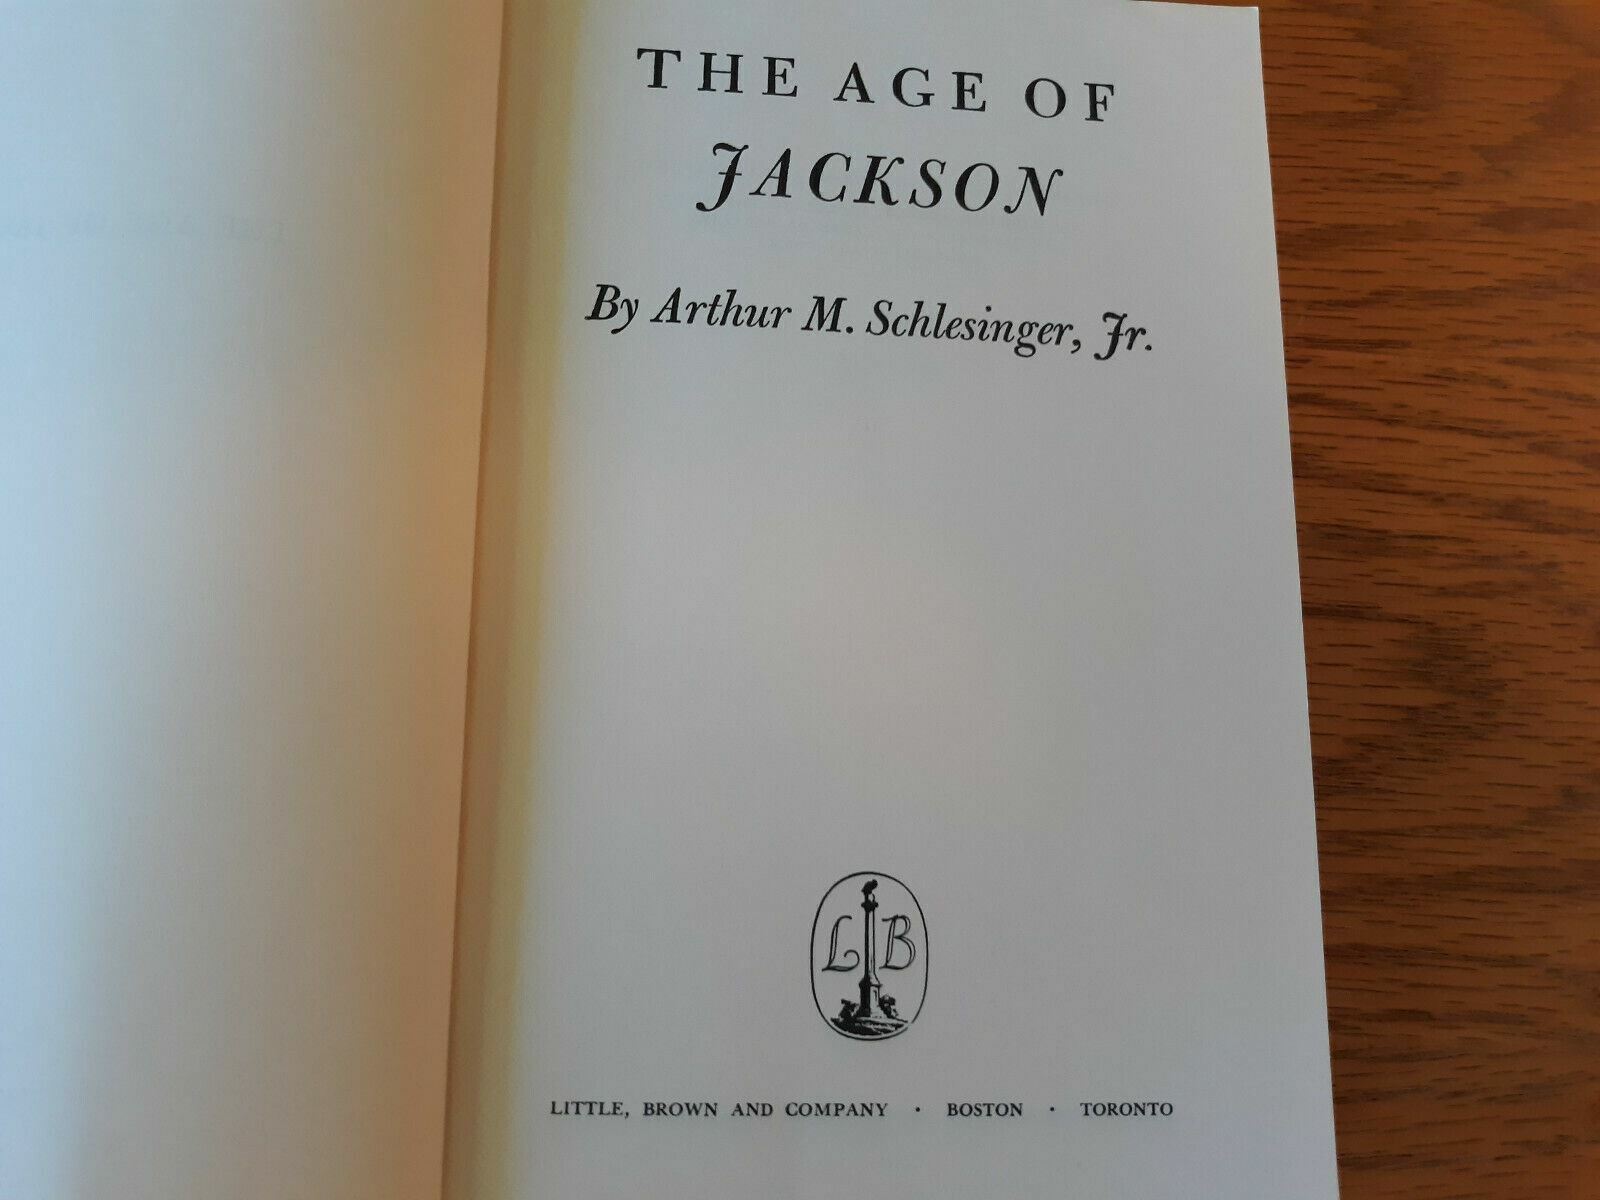 THE AGE OF
JACKSON
By Arthur M. Schlesinger, Jr.
L B
LITTLE, BROWN AND COMPANY · BOSTON · TORONTO